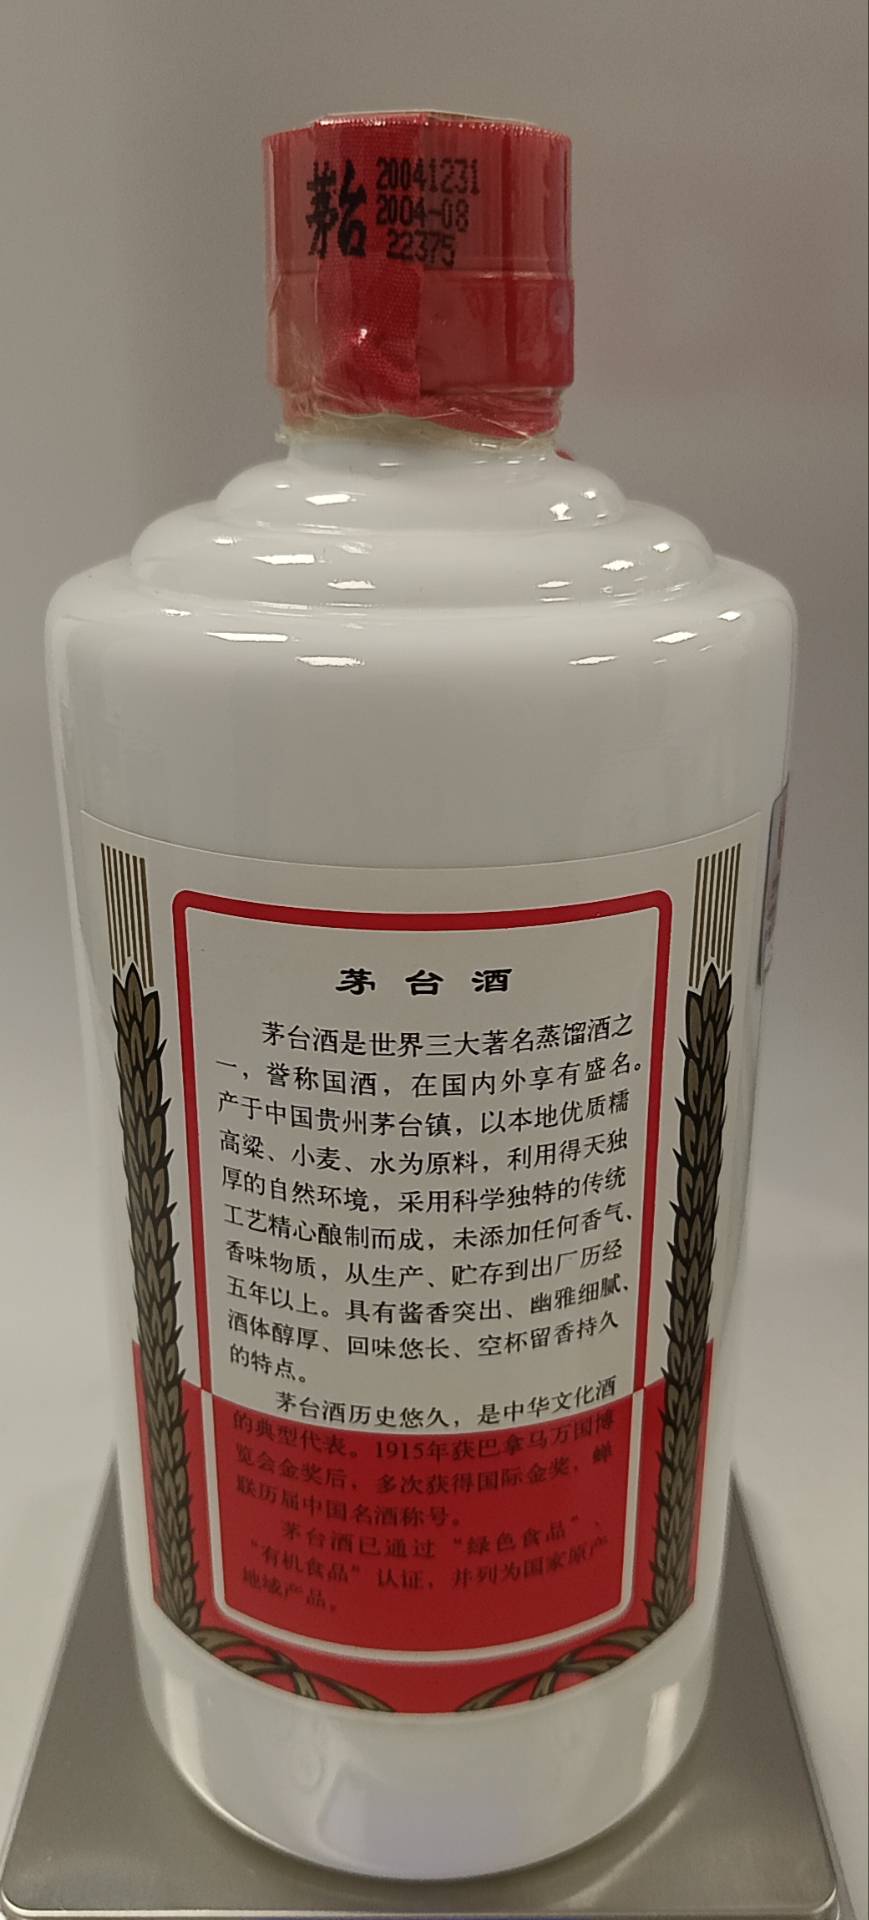 茅台
20041231
2004-08
22375
茅台酒
茅台酒是世界三大著名蒸馏酒之
一，誉称国酒，在国内外享有盛名。
产于中国贵州茅台镇，以本地优质糯
高粱、小麦、水为原料，利用得天独
厚的自然环境，采用科学独特的传统
工艺精心酿制而成，未添加任何香气、
香味物质，从生产、贮存到出厂历经
五年以上。具有酱香突出、幽雅细腻、
酒体醇厚、回味悠长、空杯留香持久
的特点。
茅台酒历史悠久，是中华文化酒
的典型代表。1915年获巴拿马万国博
览会金奖后，多次获得国际金奖，蝉
联历届中国名酒称号。
茅台酒已通过“绿色食品”、
“有机食品”认证，并列为国家原产
地域产品。